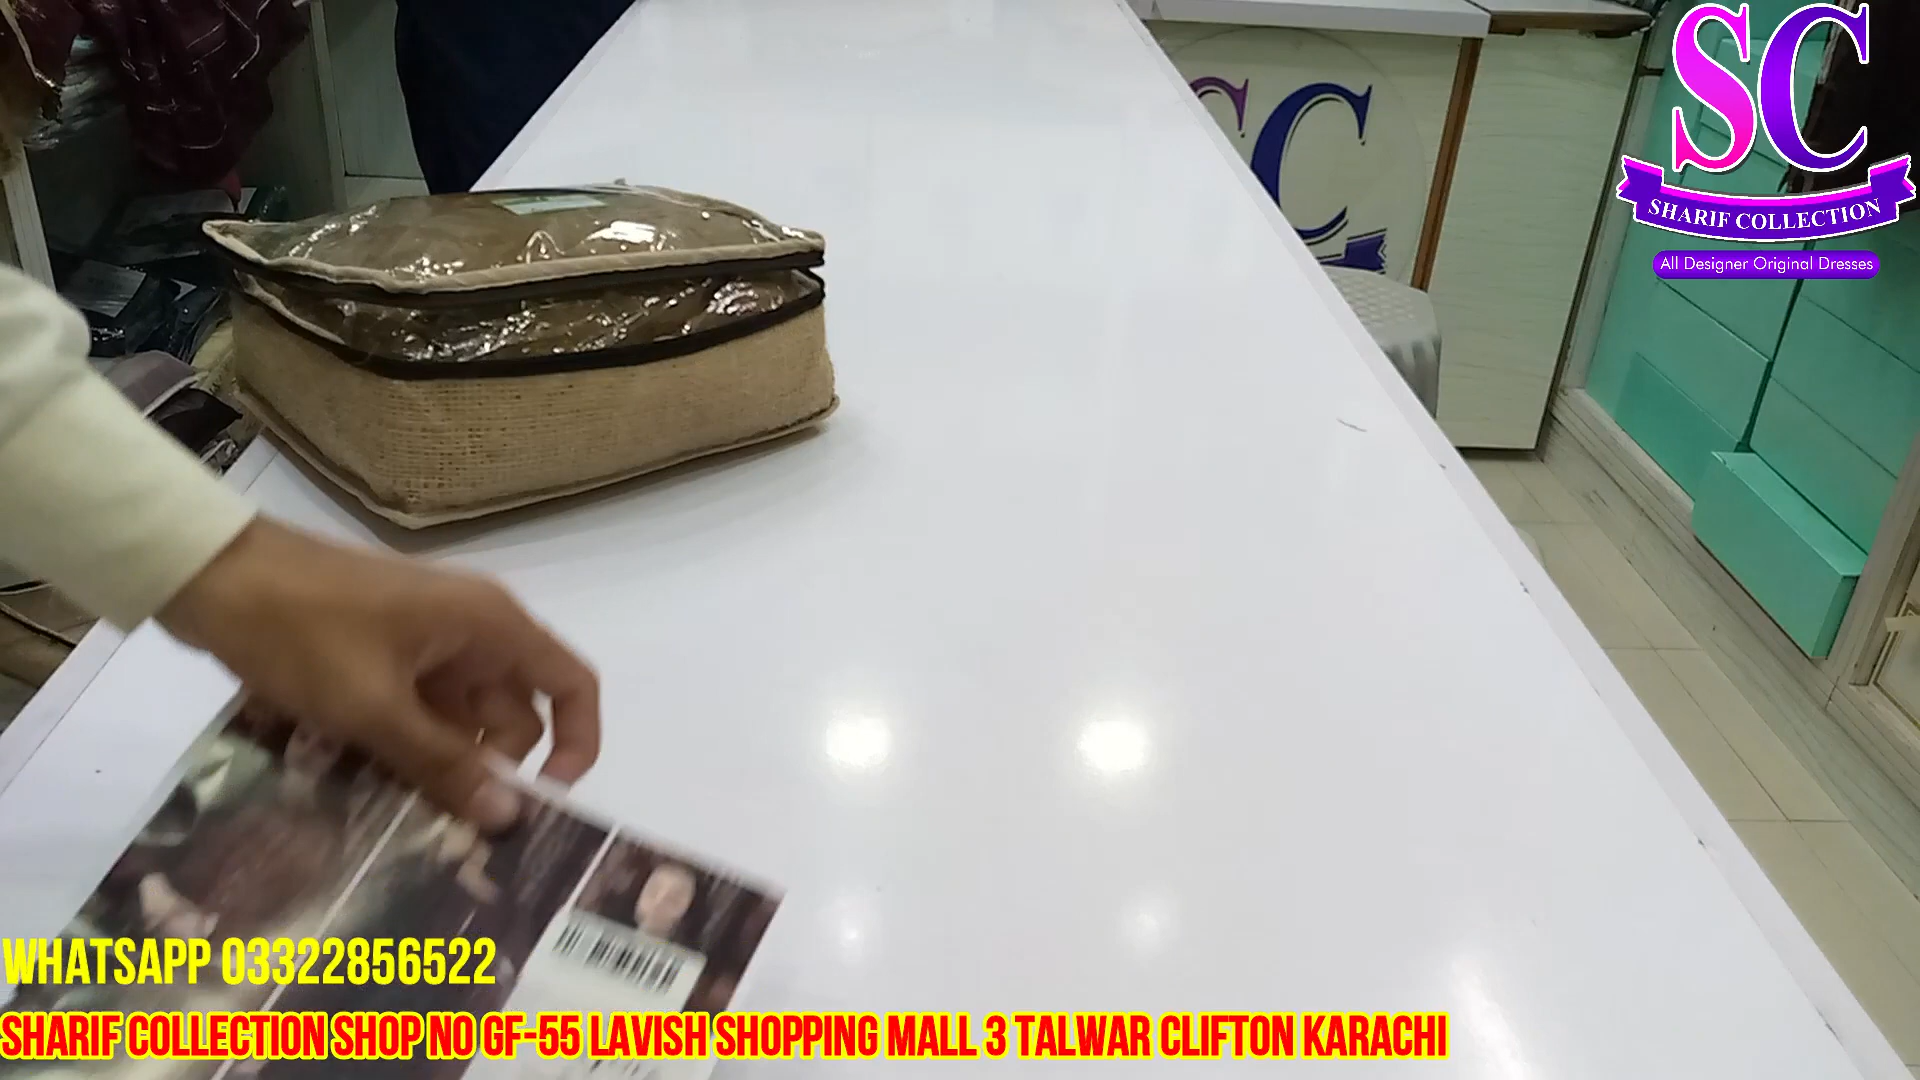 SC
SHARIF COLLECTION
All Designer Original Dresses
SC
WHATSAPP 03322856522
SHARIF COLLECTION SHOP NO GF-55 LAVISH SHOPPING MALL 3 TALWAR CLIFTON KARACHI